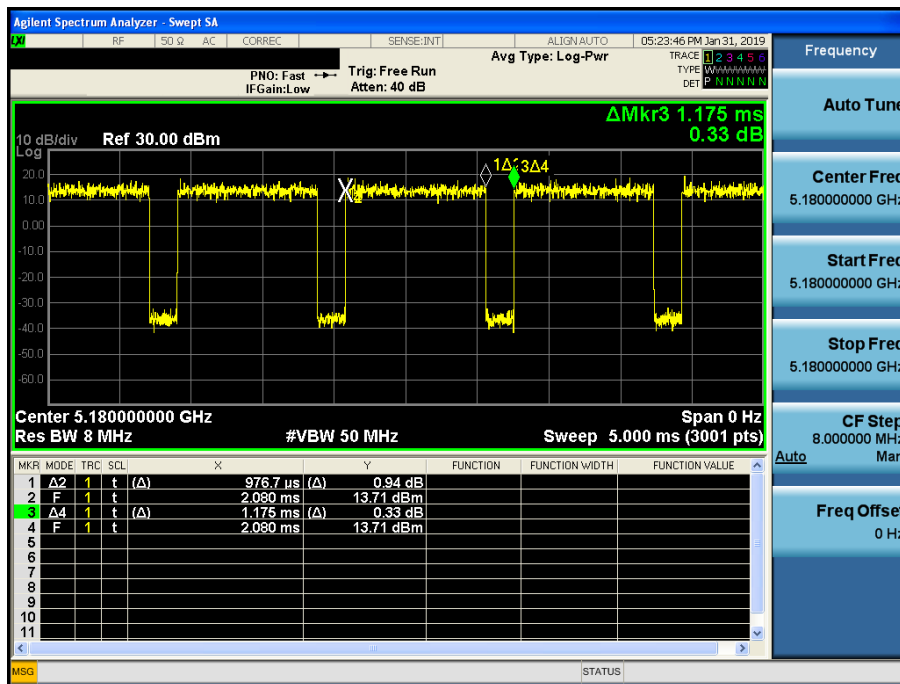 Agilent Spectrum Analyzer - Swept SA
LXI RF 50 Ω AC CORREC SENSE:INT ALIGN AUTO 05:23:46 PM Jan 31, 2019
PNO: Fast Trig: Free Run Avg Type: Log-Pwr TRACE 1 2 3 4 5 6
IFGain:Low Atten: 40 dB TYPE WWWWWWW
DET P N N N N N
ΔMkr3 1.175 ms
0.33 dB
10 dB/div Ref 30.00 dBm
Log
20.0
10.0
0.00
-10.0
-20.0
-30.0
-40.0
-50.0
-60.0
3Δ4
Center 5.180000000 GHz Span 0 Hz
Res BW 8 MHz #VBW 50 MHz Sweep 5.000 ms (3001 pts)
MKR MODE TRC SCL X Y FUNCTION FUNCTION WIDTH FUNCTION VALUE
1 Δ2 1 t (Δ) 976.7 µs (Δ) 0.94 dB
2 F 1 t 2.080 ms 13.71 dBm
3 Δ4 1 t (Δ) 1.175 ms (Δ) 0.33 dB
4 F 1 t 2.080 ms 13.71 dBm
5
6
7
8
9
10
11
MSG STATUS
Frequency
Auto Tune
Center Freq
5.180000000 GHz
Start Freq
5.180000000 GHz
Stop Freq
5.180000000 GHz
CF Step
8.000000 MHz
Auto Man
Freq Offset
0 Hz